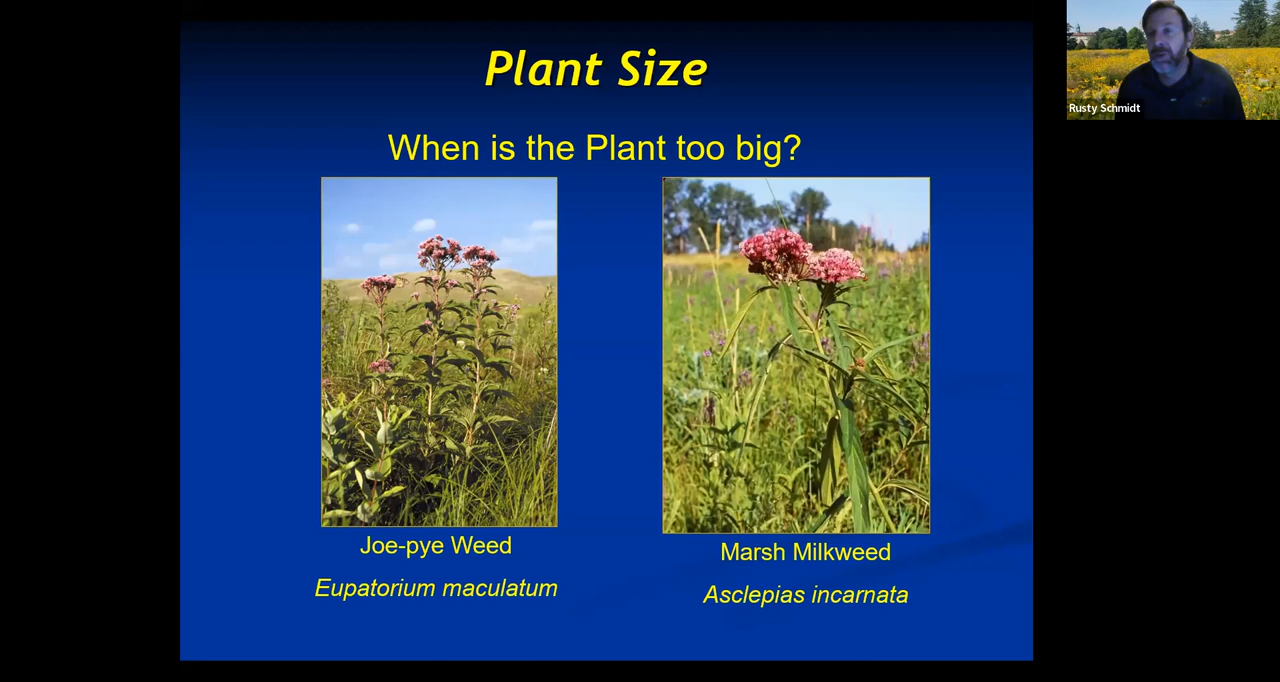 Plant Size
When is the Plant too big?
Joe-pye Weed
Eupatorium maculatum
Marsh Milkweed
Asclepias incarnata
Rusty Schmidt